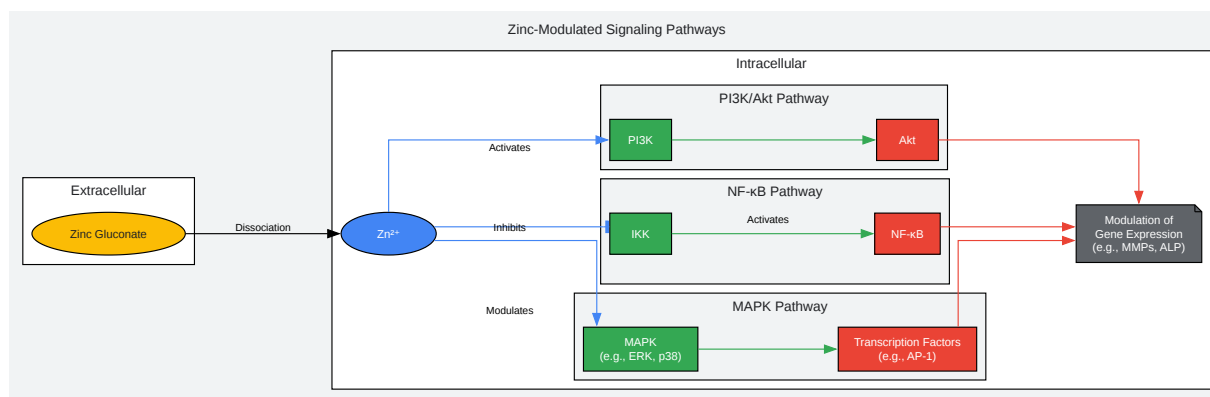 Zinc-Modulated Signaling Pathways
Intracellular
PI3K/Akt Pathway
PI3K
Akt
Activates
Extracellular
Zinc Gluconate
Dissociation
Zn²⁺
NF-κB Pathway
Inhibits
IKK
Activates
NF-κB
Modulation of
Gene Expression
(e.g., MMPs, ALP)
Modulates
MAPK Pathway
MAPK
(e.g., ERK, p38)
Transcription Factors
(e.g., AP-1)